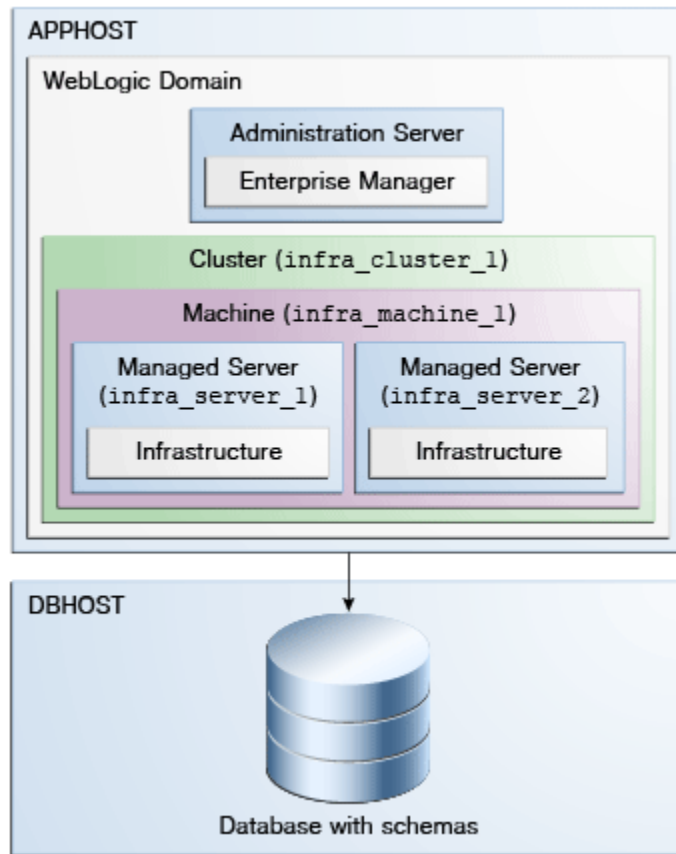 APPHOST
WebLogic Domain
Administration Server
Enterprise Manager
Cluster (infra_cluster_1)
Machine (infra_machine_1)
Managed Server
(infra_server_1)
Infrastructure
Managed Server
(infra_server_2)
Infrastructure
DBHOST
Database with schemas